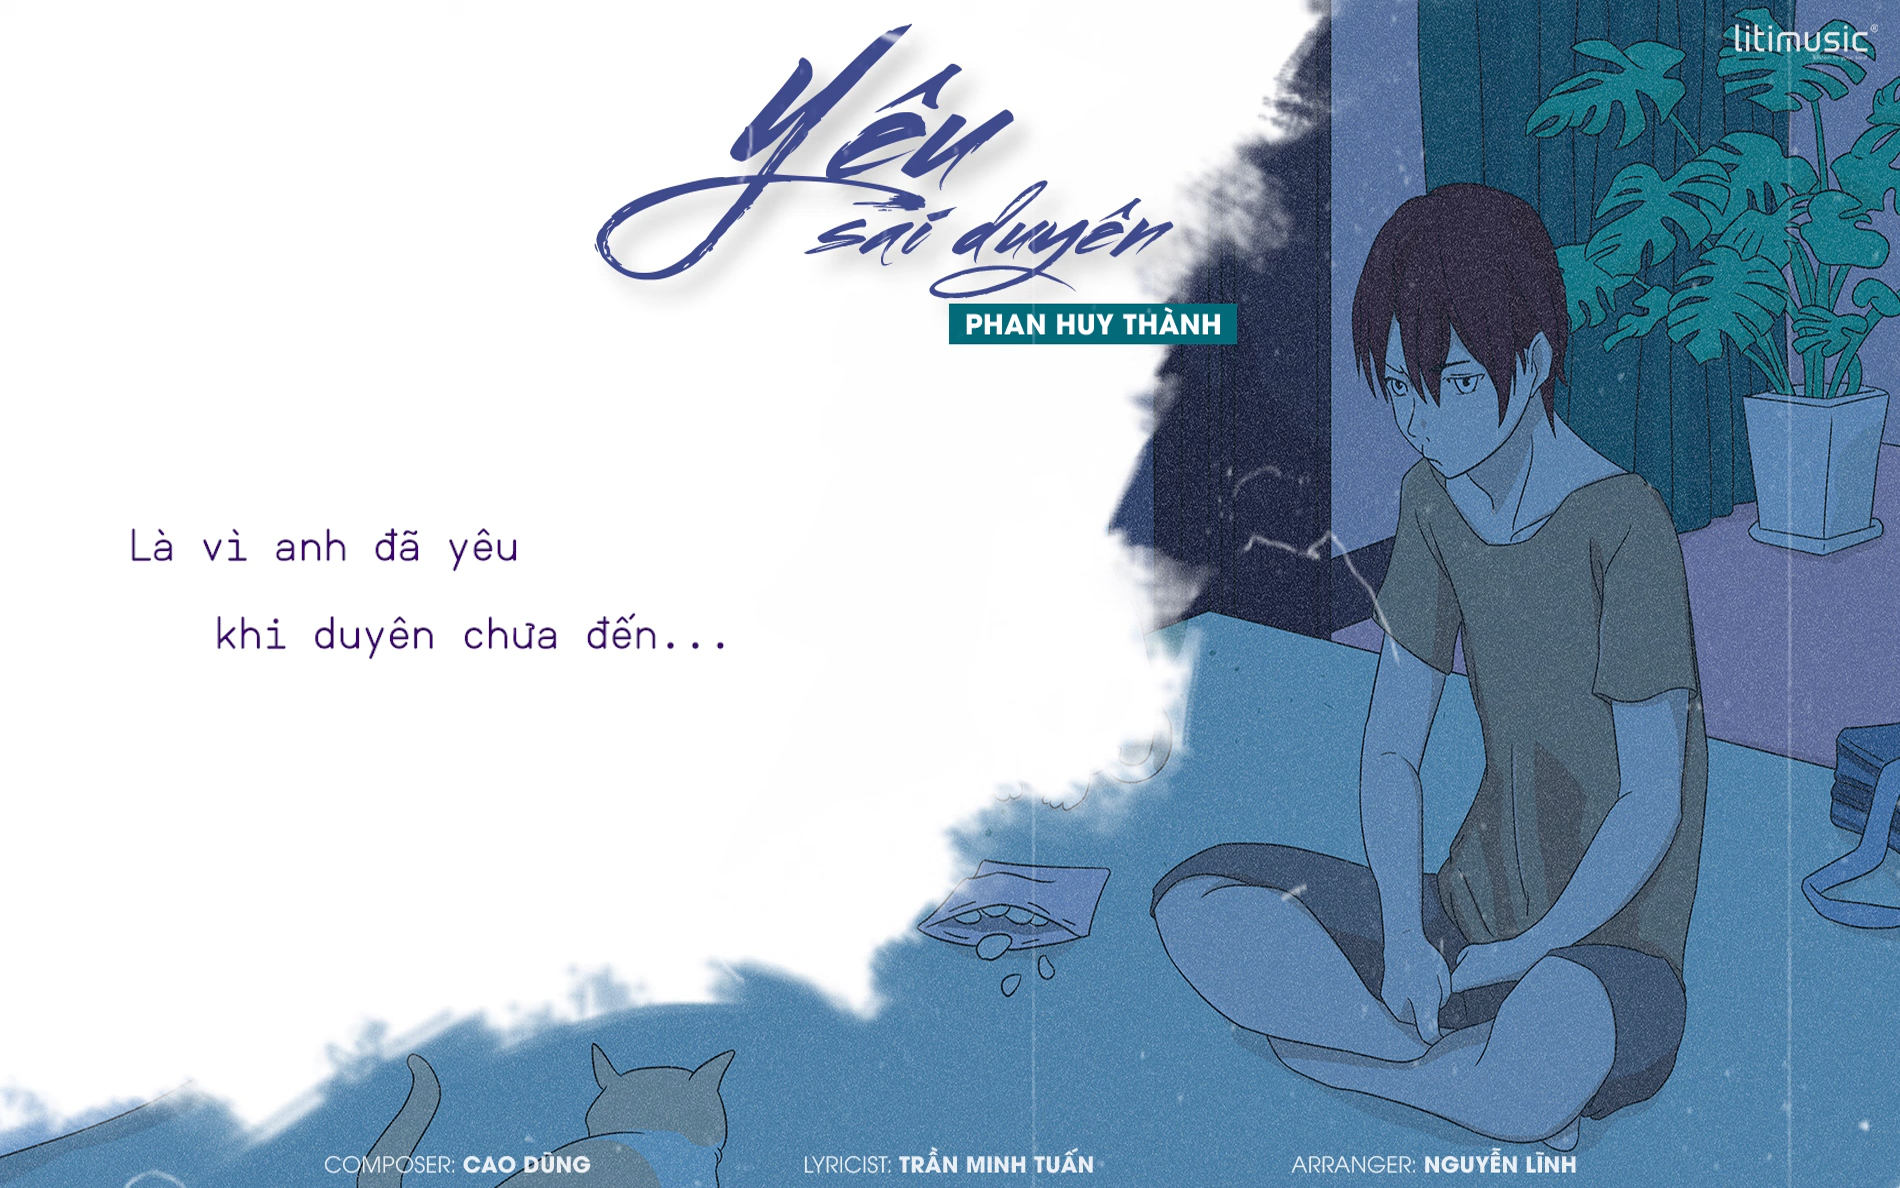 litimusic®
Yêu
sai duyên
PHAN HUY THÀNH
Là vì anh đã yêu
khi duyên chưa đến...
COMPOSER: CAO DŨNG
LYRICIST: TRẦN MINH TUẤN
ARRANGER: NGUYỄN LĨNH